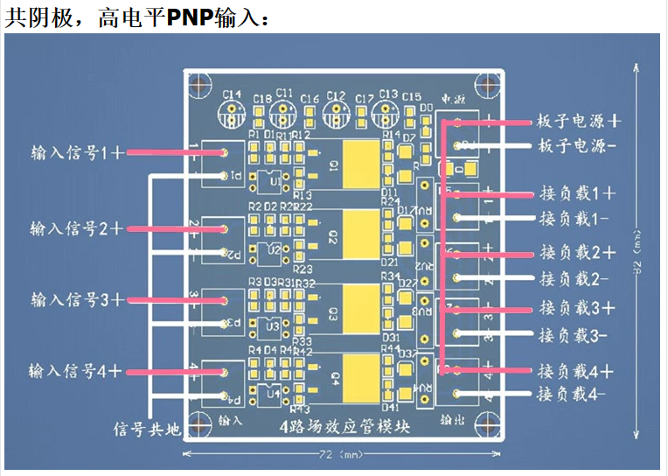 共阴极，高电平PNP输入：
C14 C11 C12 C13 电源
C18 C16 C17 C15 D0
输入信号1＋
输入信号2＋
输入信号3＋
输入信号4＋
信号共地
R1 D1 R11 R12 R14 D7
P1 U1 Q1 R13 D11
R2 D2 R21 R22 R24 D17
U2 Q2 R23 D21 RV2
R3 D3 R31 R32 R34 D27
P3 U3 Q3 R33 D31
R4 D4 R41 R42 R44 D37
P4 U4 Q4 R43 D41 RV4
板子电源＋
板子电源-
接负载1＋
接负载1-
接负载2＋
接负载2-
接负载3＋
接负载3-
接负载4＋
接负载4-
输入 4路场效应管模块 输出
72 (mm)
82 (mm)